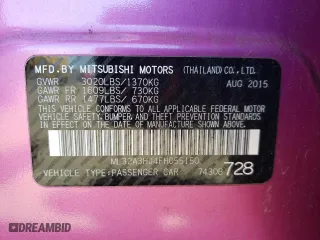 MFD.BY MITSUBISHI MOTORS (THAILAND) CO.,LTD.
GVWR 3020LBS/1370KG AUG 2015
GAWR FR 1609LBS/ 730KG
GAWR RR 1477LBS/ 670KG
THIS VEHICLE CONFORMS TO ALL APPLICABLE
FEDERAL MOTOR VEHICLE SAFETY, BUMPER, AND
THEFT PREVENTION STANDARDS IN EFFECT ON
THE DATE OF MANUFACTURE SHOWN ABOVE.
VEHICLE TYPE:PASSENGER CAR 74306 728
AUTOBIDMASTER